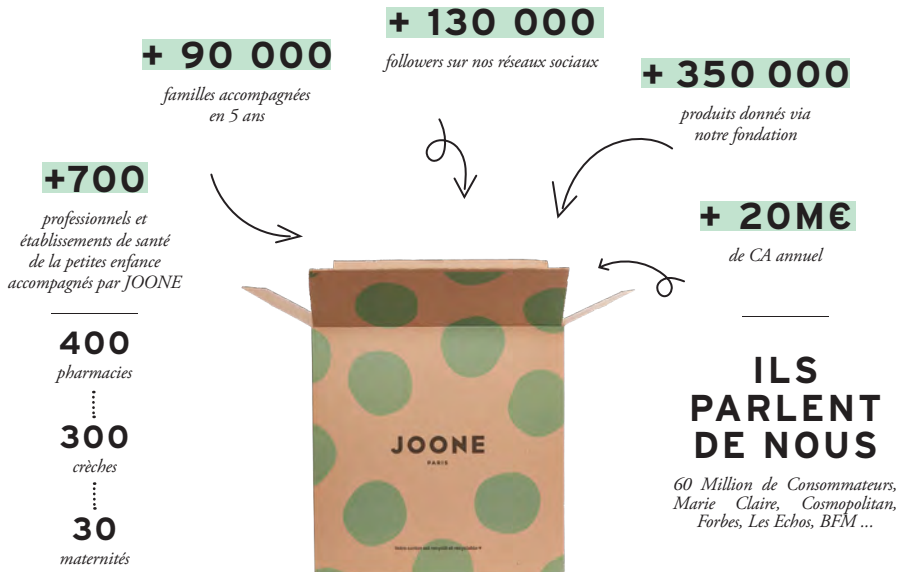 + 130 000
followers sur nos réseaux sociaux
+ 90 000
familles accompagnées
en 5 ans
+ 350 000
produits donnés via
notre fondation
+700
professionnels et
établissements de santé
de la petites enfance
accompagnés par JOONE
+ 20M€
de CA annuel
400
pharmacies
300
crèches
30
maternités
JOONE
PARIS
ILS
PARLENT
DE NOUS
60 Million de Consommateurs,
Marie Claire, Cosmopolitan,
Forbes, Les Echos, BFM ...